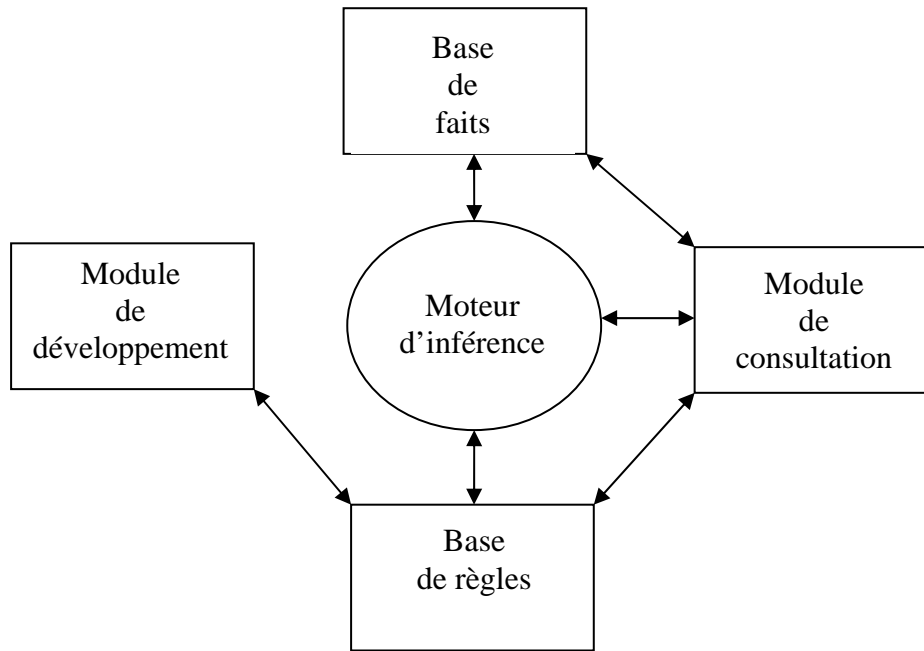 Base
de
faits
Module
de
développement
Moteur
d’inférence
Module
de
consultation
Base
de règles